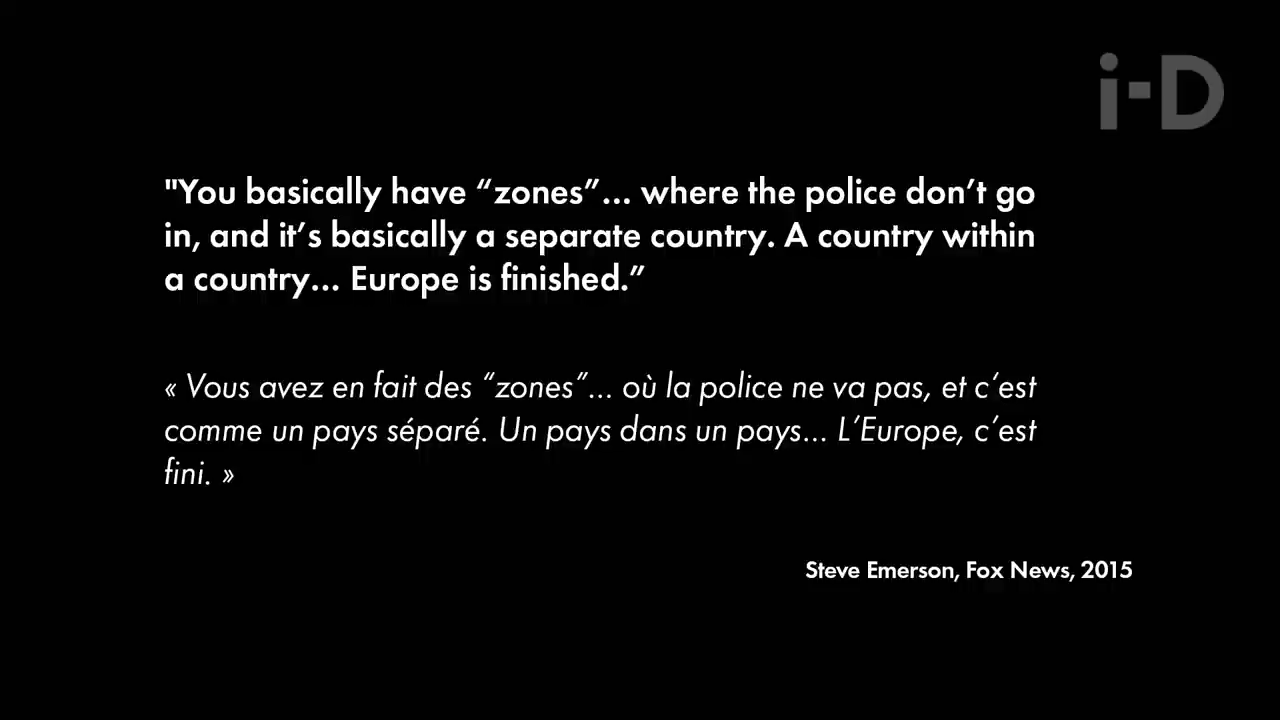 i-D
"You basically have “zones”... where the police don’t go
in, and it’s basically a separate country. A country within
a country... Europe is finished.”
« Vous avez en fait des “zones”... où la police ne va pas, et c’est
comme un pays séparé. Un pays dans un pays... L’Europe, c’est
fini. »
Steve Emerson, Fox News, 2015